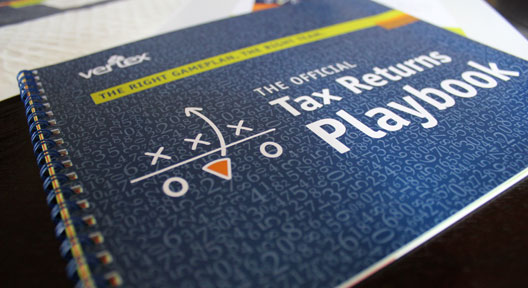 vertex
THE RIGHT GAMEPLAN. THE RIGHT TEAM.
THE OFFICIAL
Tax Returns
Playbook